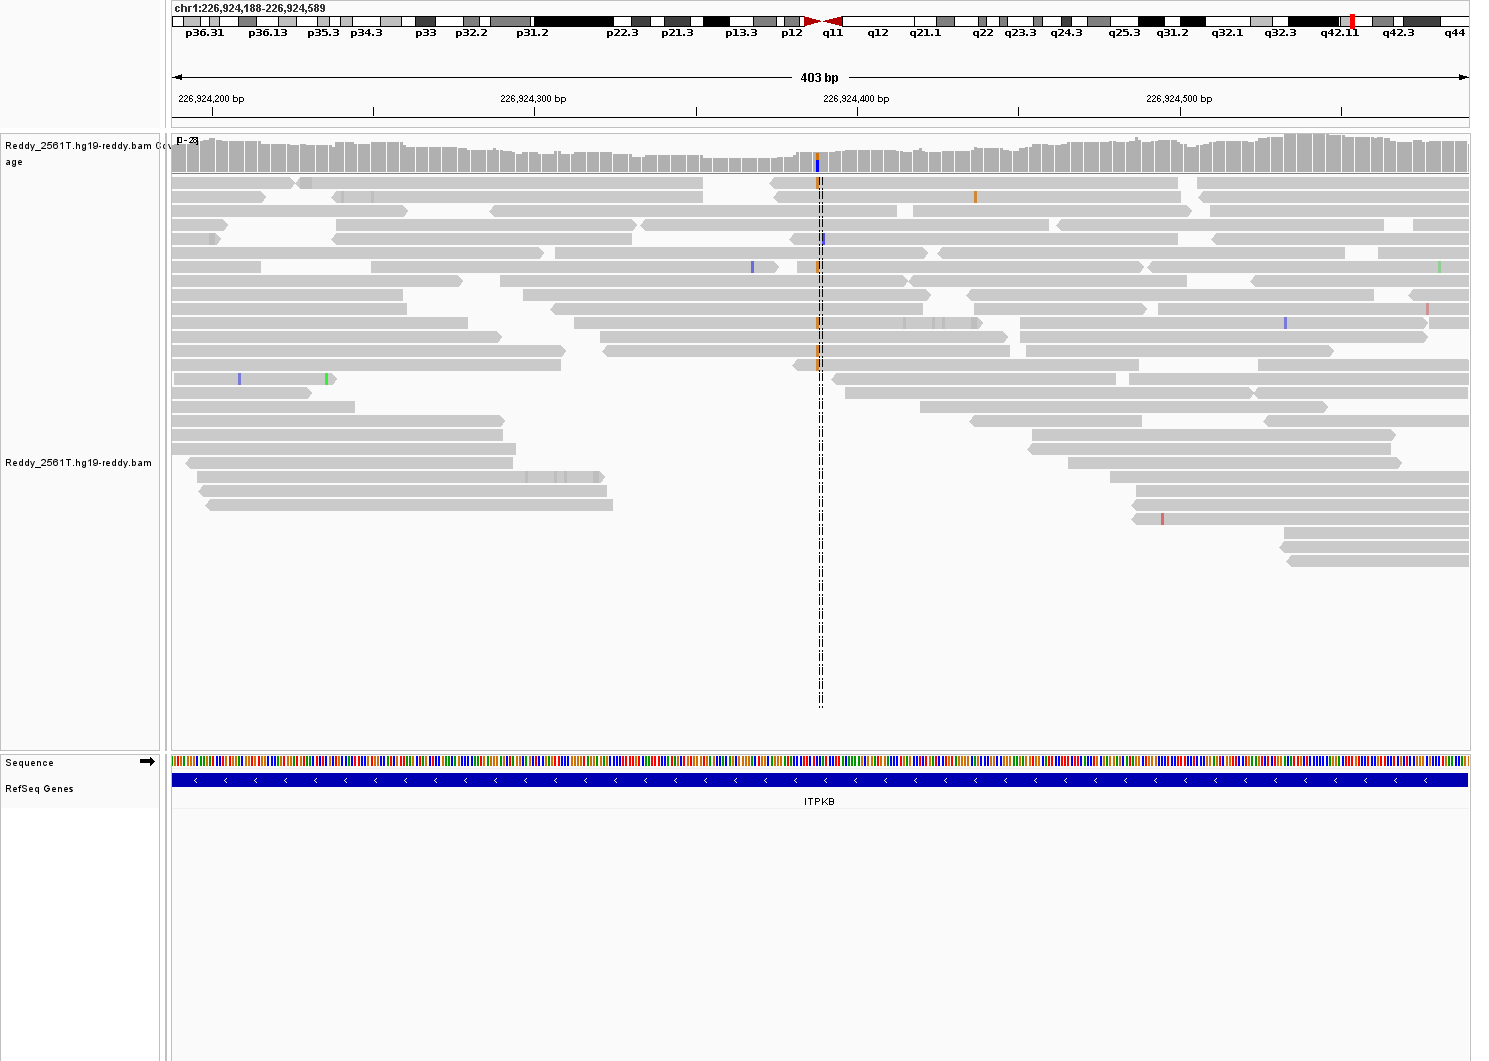 chr1:226,924,188-226,924,589
p36.31 p36.13 p35.3 p34.3 p33 p32.2 p31.2 p22.3 p21.3 p13.3 p12 q11 q12 q21.1 q22 q23.3 q24.3 q25.3 q31.2 q32.1 q32.3 q42.11 q42.3 q44
403 bp
226,924,200 bp 226,924,300 bp 226,924,400 bp 226,924,500 bp
Reddy_2561T.hg19-reddy.bam Cov
age
Reddy_2561T.hg19-reddy.bam
Sequence
RefSeq Genes
ITPKB